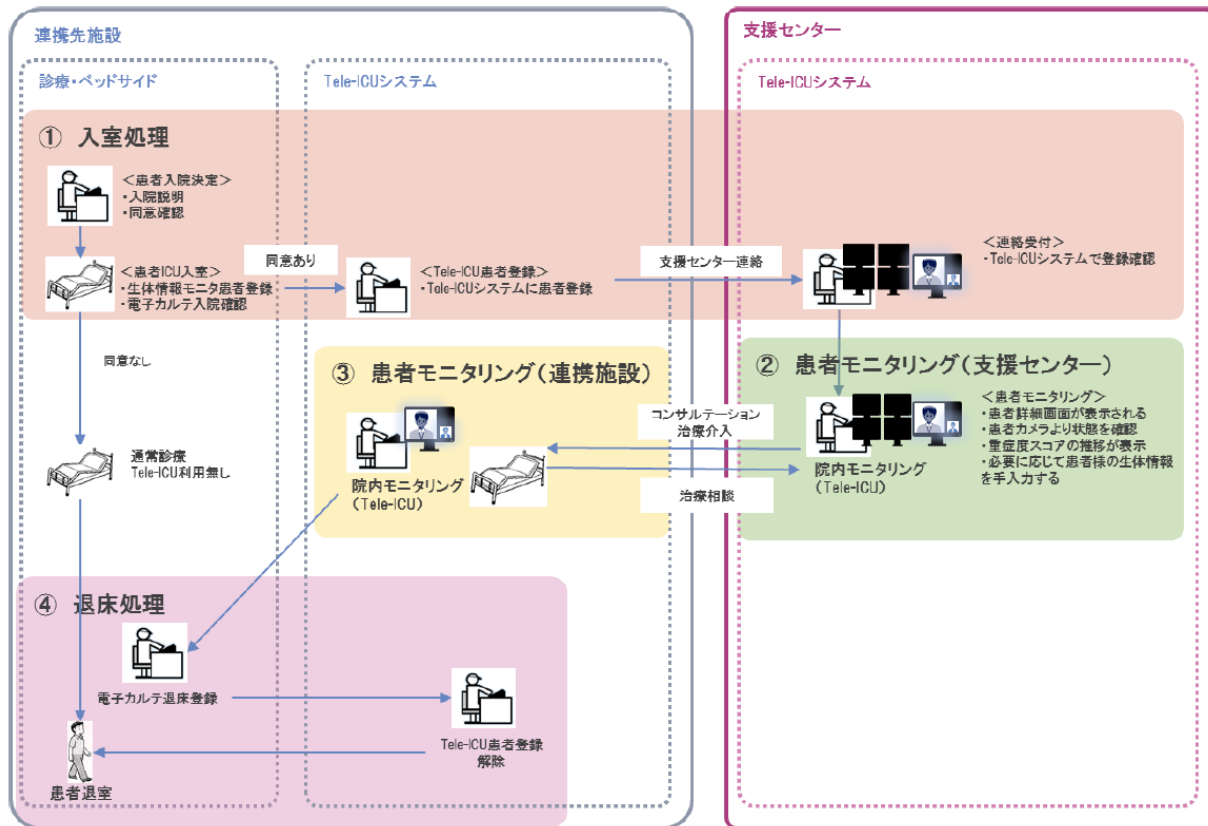 連携先施設
支援センター
診療・ベッドサイド
Tele-ICUシステム
Tele-ICUシステム
① 入室処理
＜患者入院決定＞
・入院説明
・同意確認
＜患者ICU入室＞
・生体情報モニタ患者登録
・電子カルテ入院確認
同意あり
＜Tele-ICU患者登録＞
・Tele-ICUシステムに患者登録
支援センター連絡
＜連絡受付＞
・Tele-ICUシステムで登録確認
同意なし
通常診療
Tele-ICU利用無し
③ 患者モニタリング（連携施設）
院内モニタリング
（Tele-ICU）
コンサルテーション
治療介入
治療相談
② 患者モニタリング（支援センター）
院内モニタリング
（Tele-ICU）
＜患者モニタリング＞
・患者詳細画面が表示される
・患者カメラより状態を確認
・重症度スコアの推移が表示
・必要に応じて患者様の生体情報
を手入力する
④ 退床処理
電子カルテ退床登録
Tele-ICU患者登録
解除
患者退室